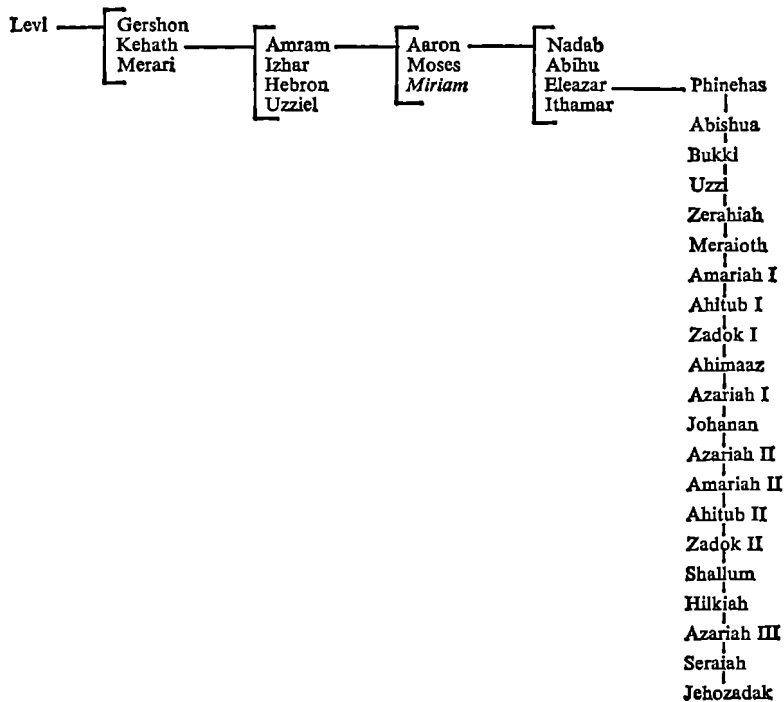 Levi Gershon
Kehath Amram Aaron Nadab
Merari Izhar Moses Abihu
Hebron Miriam Eleazar Phinehas
Uzziel Ithamar
Abishua
Bukki
Uzzi
Zerahiah
Meraioth
Amariah I
Ahitub I
Zadok I
Ahimaaz
Azariah I
Johanan
Azariah II
Amariah II
Ahitub II
Zadok II
Shallum
Hilkiah
Azariah III
Seraiah
Jehozadak